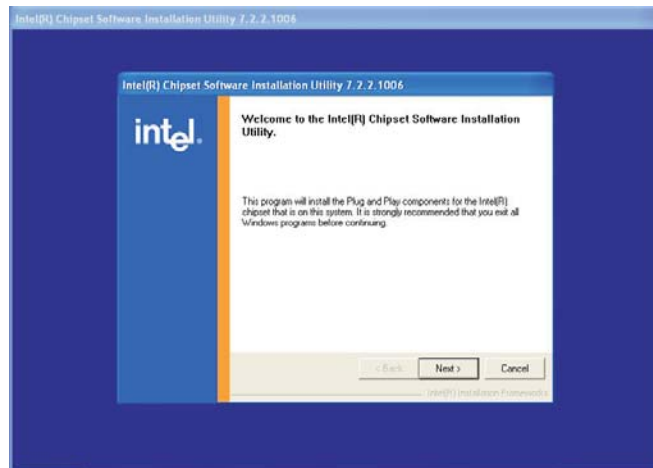 Intel(R) Chipset Software Installation Utility 7.2.2.1006
Intel(R) Chipset Software Installation Utility 7.2.2.1006
intel.
Welcome to the Intel(R) Chipset Software Installation
Utility.
This program will install the Plug and Play components for the Intel(R)
chipset that is on this system. It is strongly recommended that you exit all
Windows programs before continuing.
< Back
Next >
Cancel
Intel(R) Installation Frameworks